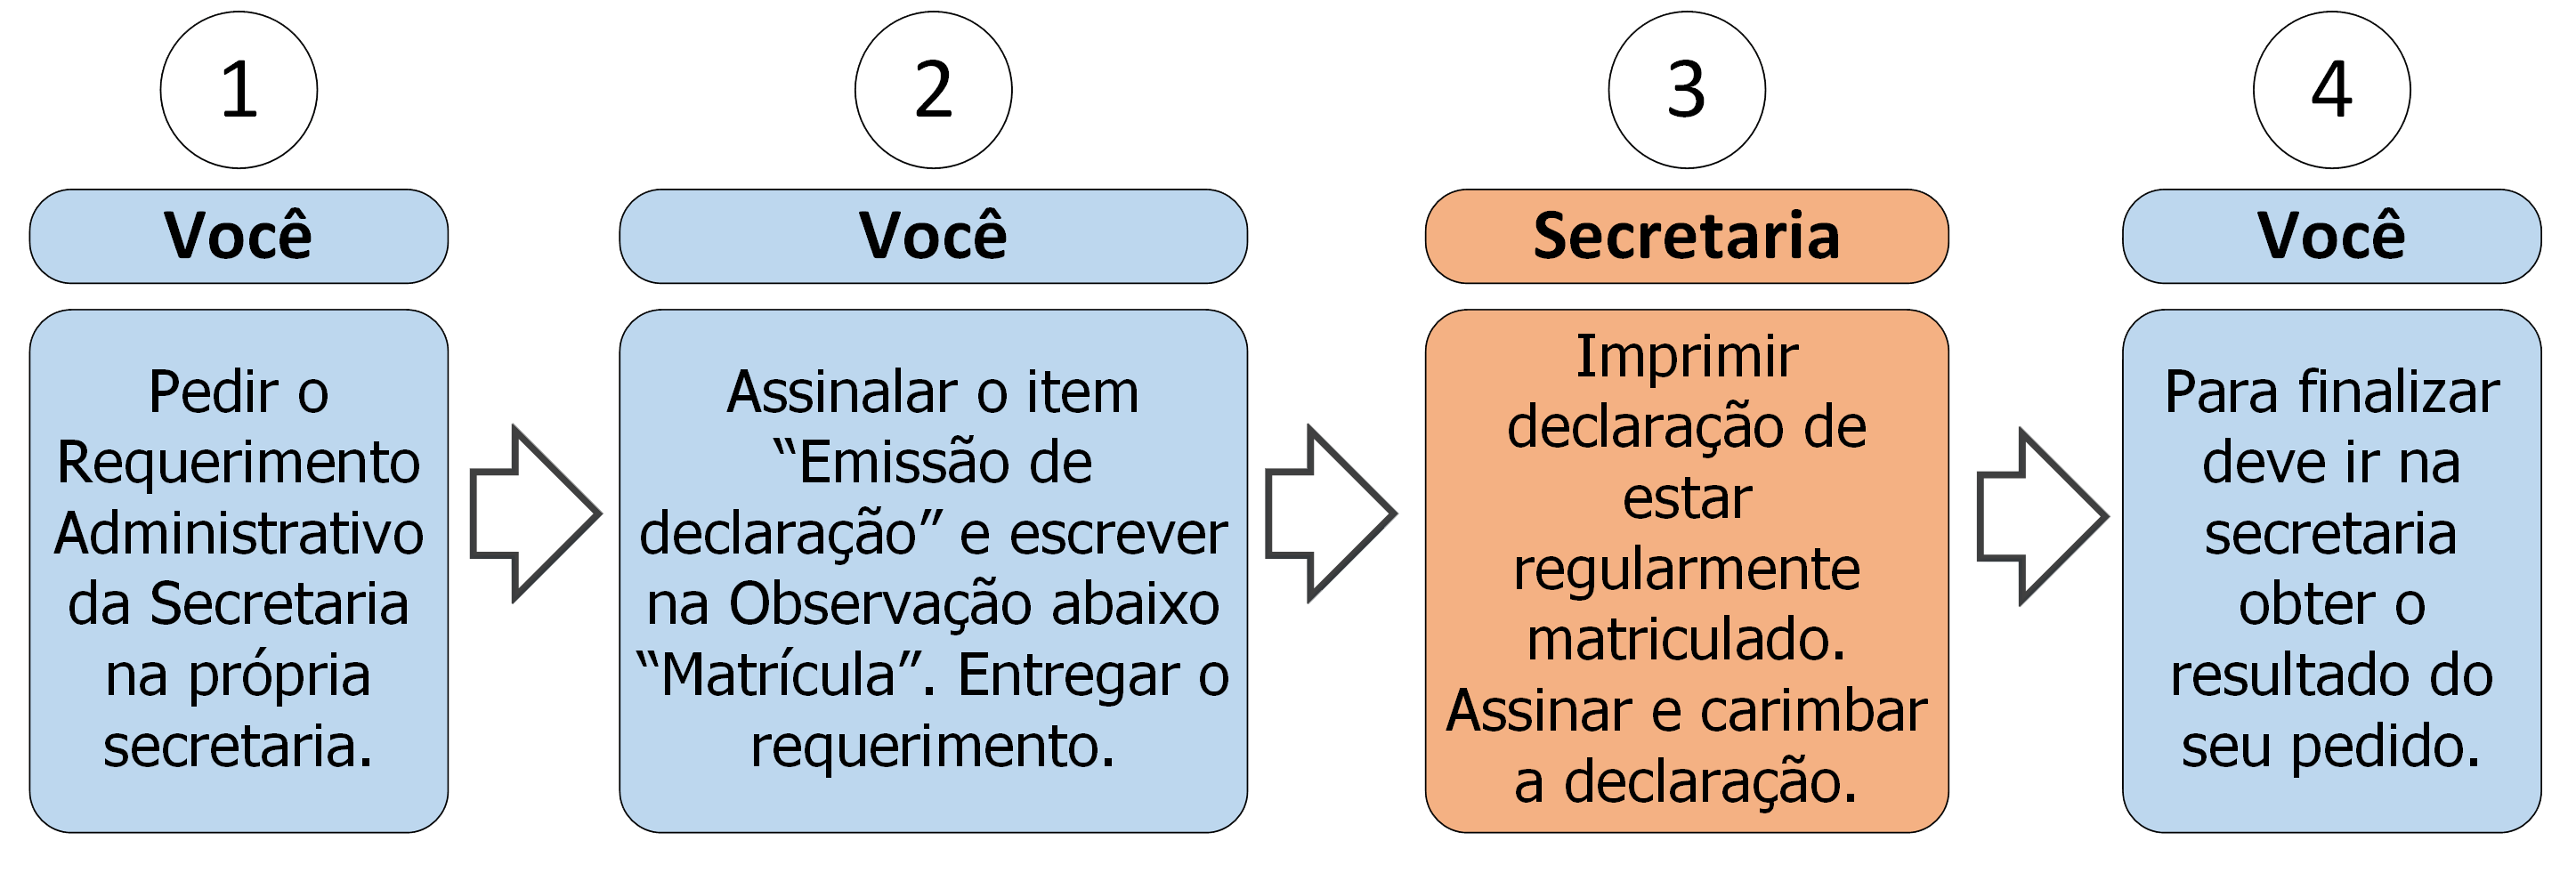 1
Você
Pedir o
Requerimento
Administrativo
da Secretaria
na própria
secretaria.
2
Você
Assinalar o item
“Emissão de
declaração” e escrever
na Observação abaixo
“Matrícula”. Entregar o
requerimento.
3
Secretaria
Imprimir
declaração de
estar
regularmente
matriculado.
Assinar e carimbar
a declaração.
4
Você
Para finalizar
deve ir na
secretaria
obter o
resultado do
seu pedido.